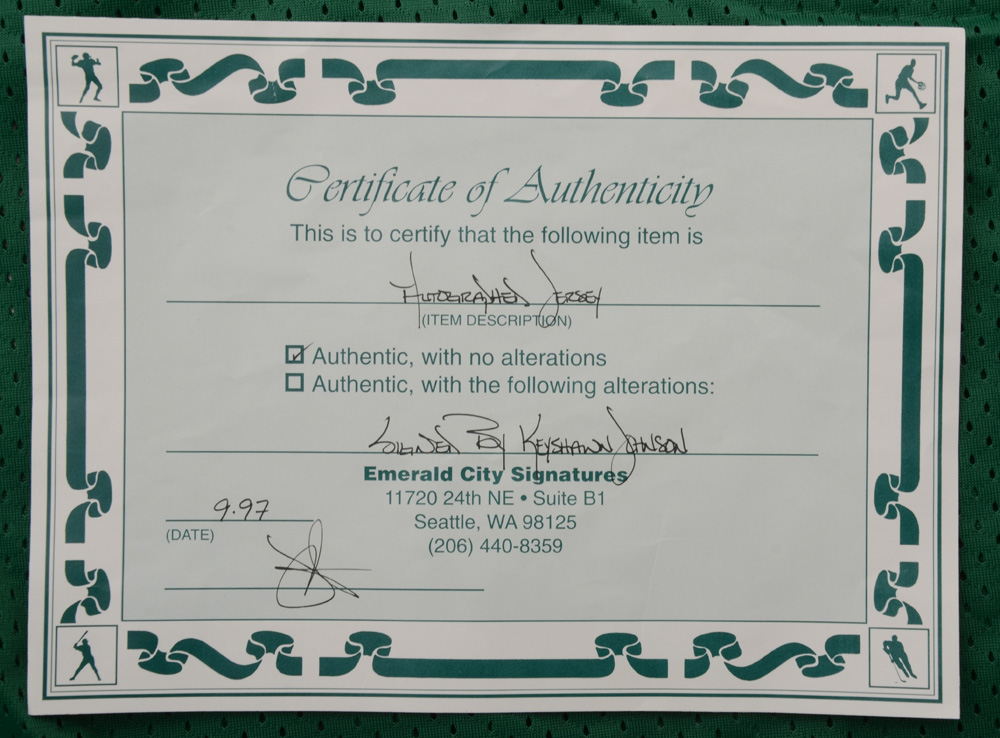 Certificate of Authenticity
This is to certify that the following item is
AUTOGRAPHED JERSEY
(ITEM DESCRIPTION)
Authentic, with no alterations
Authentic, with the following alterations:
SIGNED BY KEYSHAWN JOHNSON
Emerald City Signatures
11720 24th NE • Suite B1
Seattle, WA 98125
(206) 440-8359
9.97
(DATE)